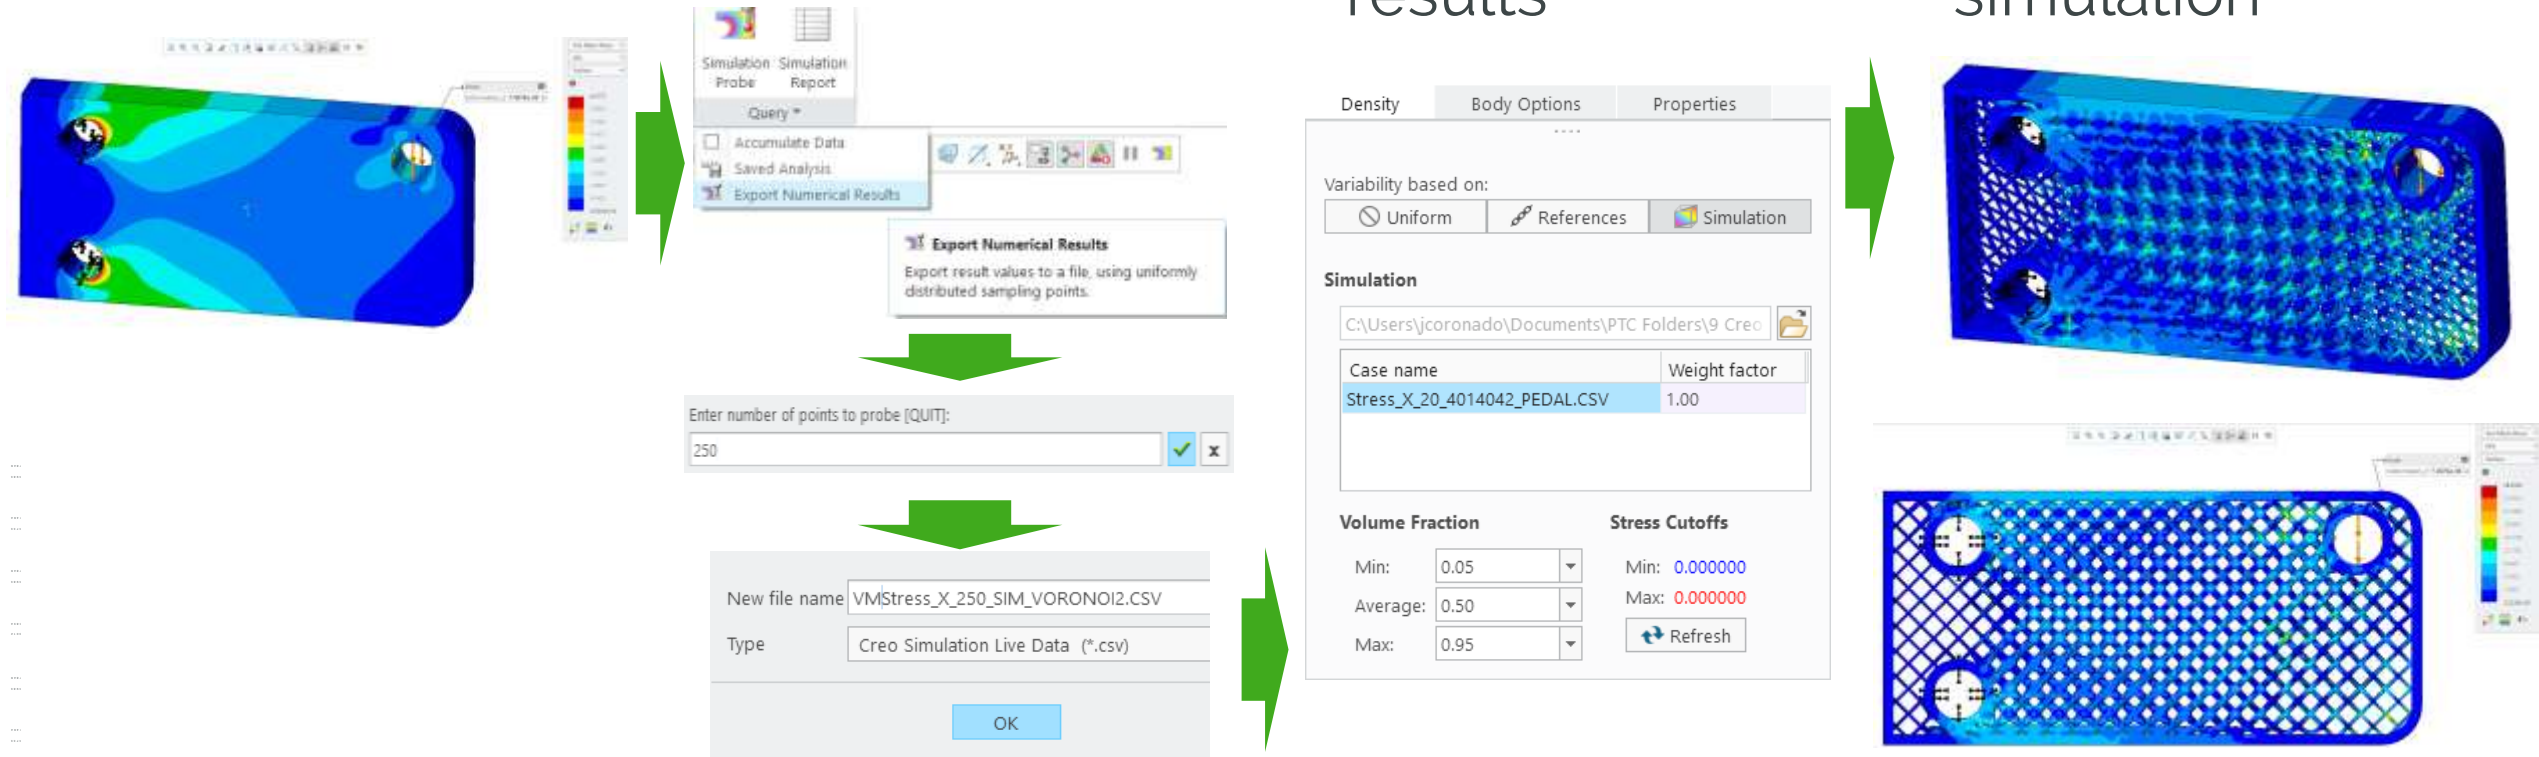 results
simulation
Simulation Probe
Simulation Report
Query
Accumulate Data
Saved Analysis
Export Numerical Results
Export Numerical Results
Export result values to a file, using uniformly
distributed sampling points.
Enter number of points to probe [QUIT]:
250
New file name VMStress_X_250_SIM_VORONOI2.CSV
Type Creo Simulation Live Data (*.csv)
OK
Density Body Options Properties
Variability based on:
Uniform References Simulation
Simulation
C:\Users\jcoronado\Documents\PTC Folders\9 Creo
Case name Weight factor
Stress_X_20_4014042_PEDAL.CSV 1.00
Volume Fraction Stress Cutoffs
Min: 0.05 Min: 0.000000
Average: 0.50 Max: 0.000000
Max: 0.95 Refresh